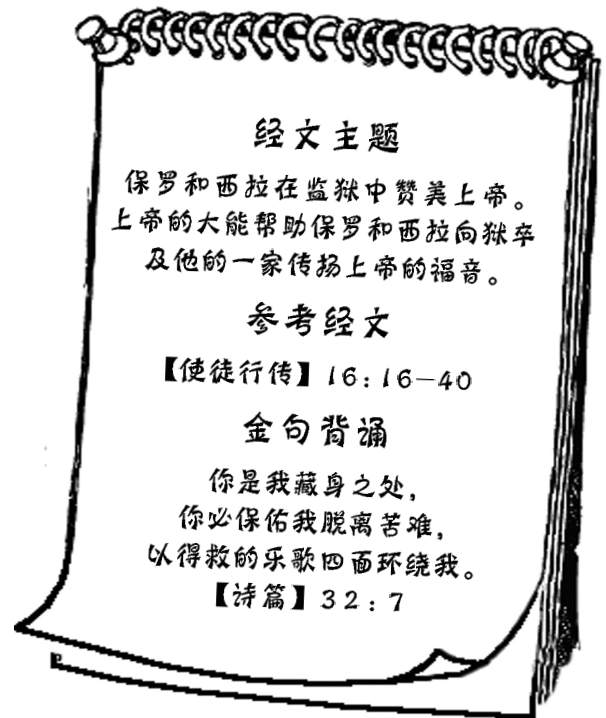 经文主题
保罗和西拉在监狱中赞美上帝。
上帝的大能帮助保罗和西拉向狱卒
及他的一家传扬上帝的福音。
参考经文
【使徒行传】16:16-40
金句背诵
你是我藏身之处,
你必保佑我脱离苦难,
以得救的乐歌四面环绕我。
【诗篇】32:7